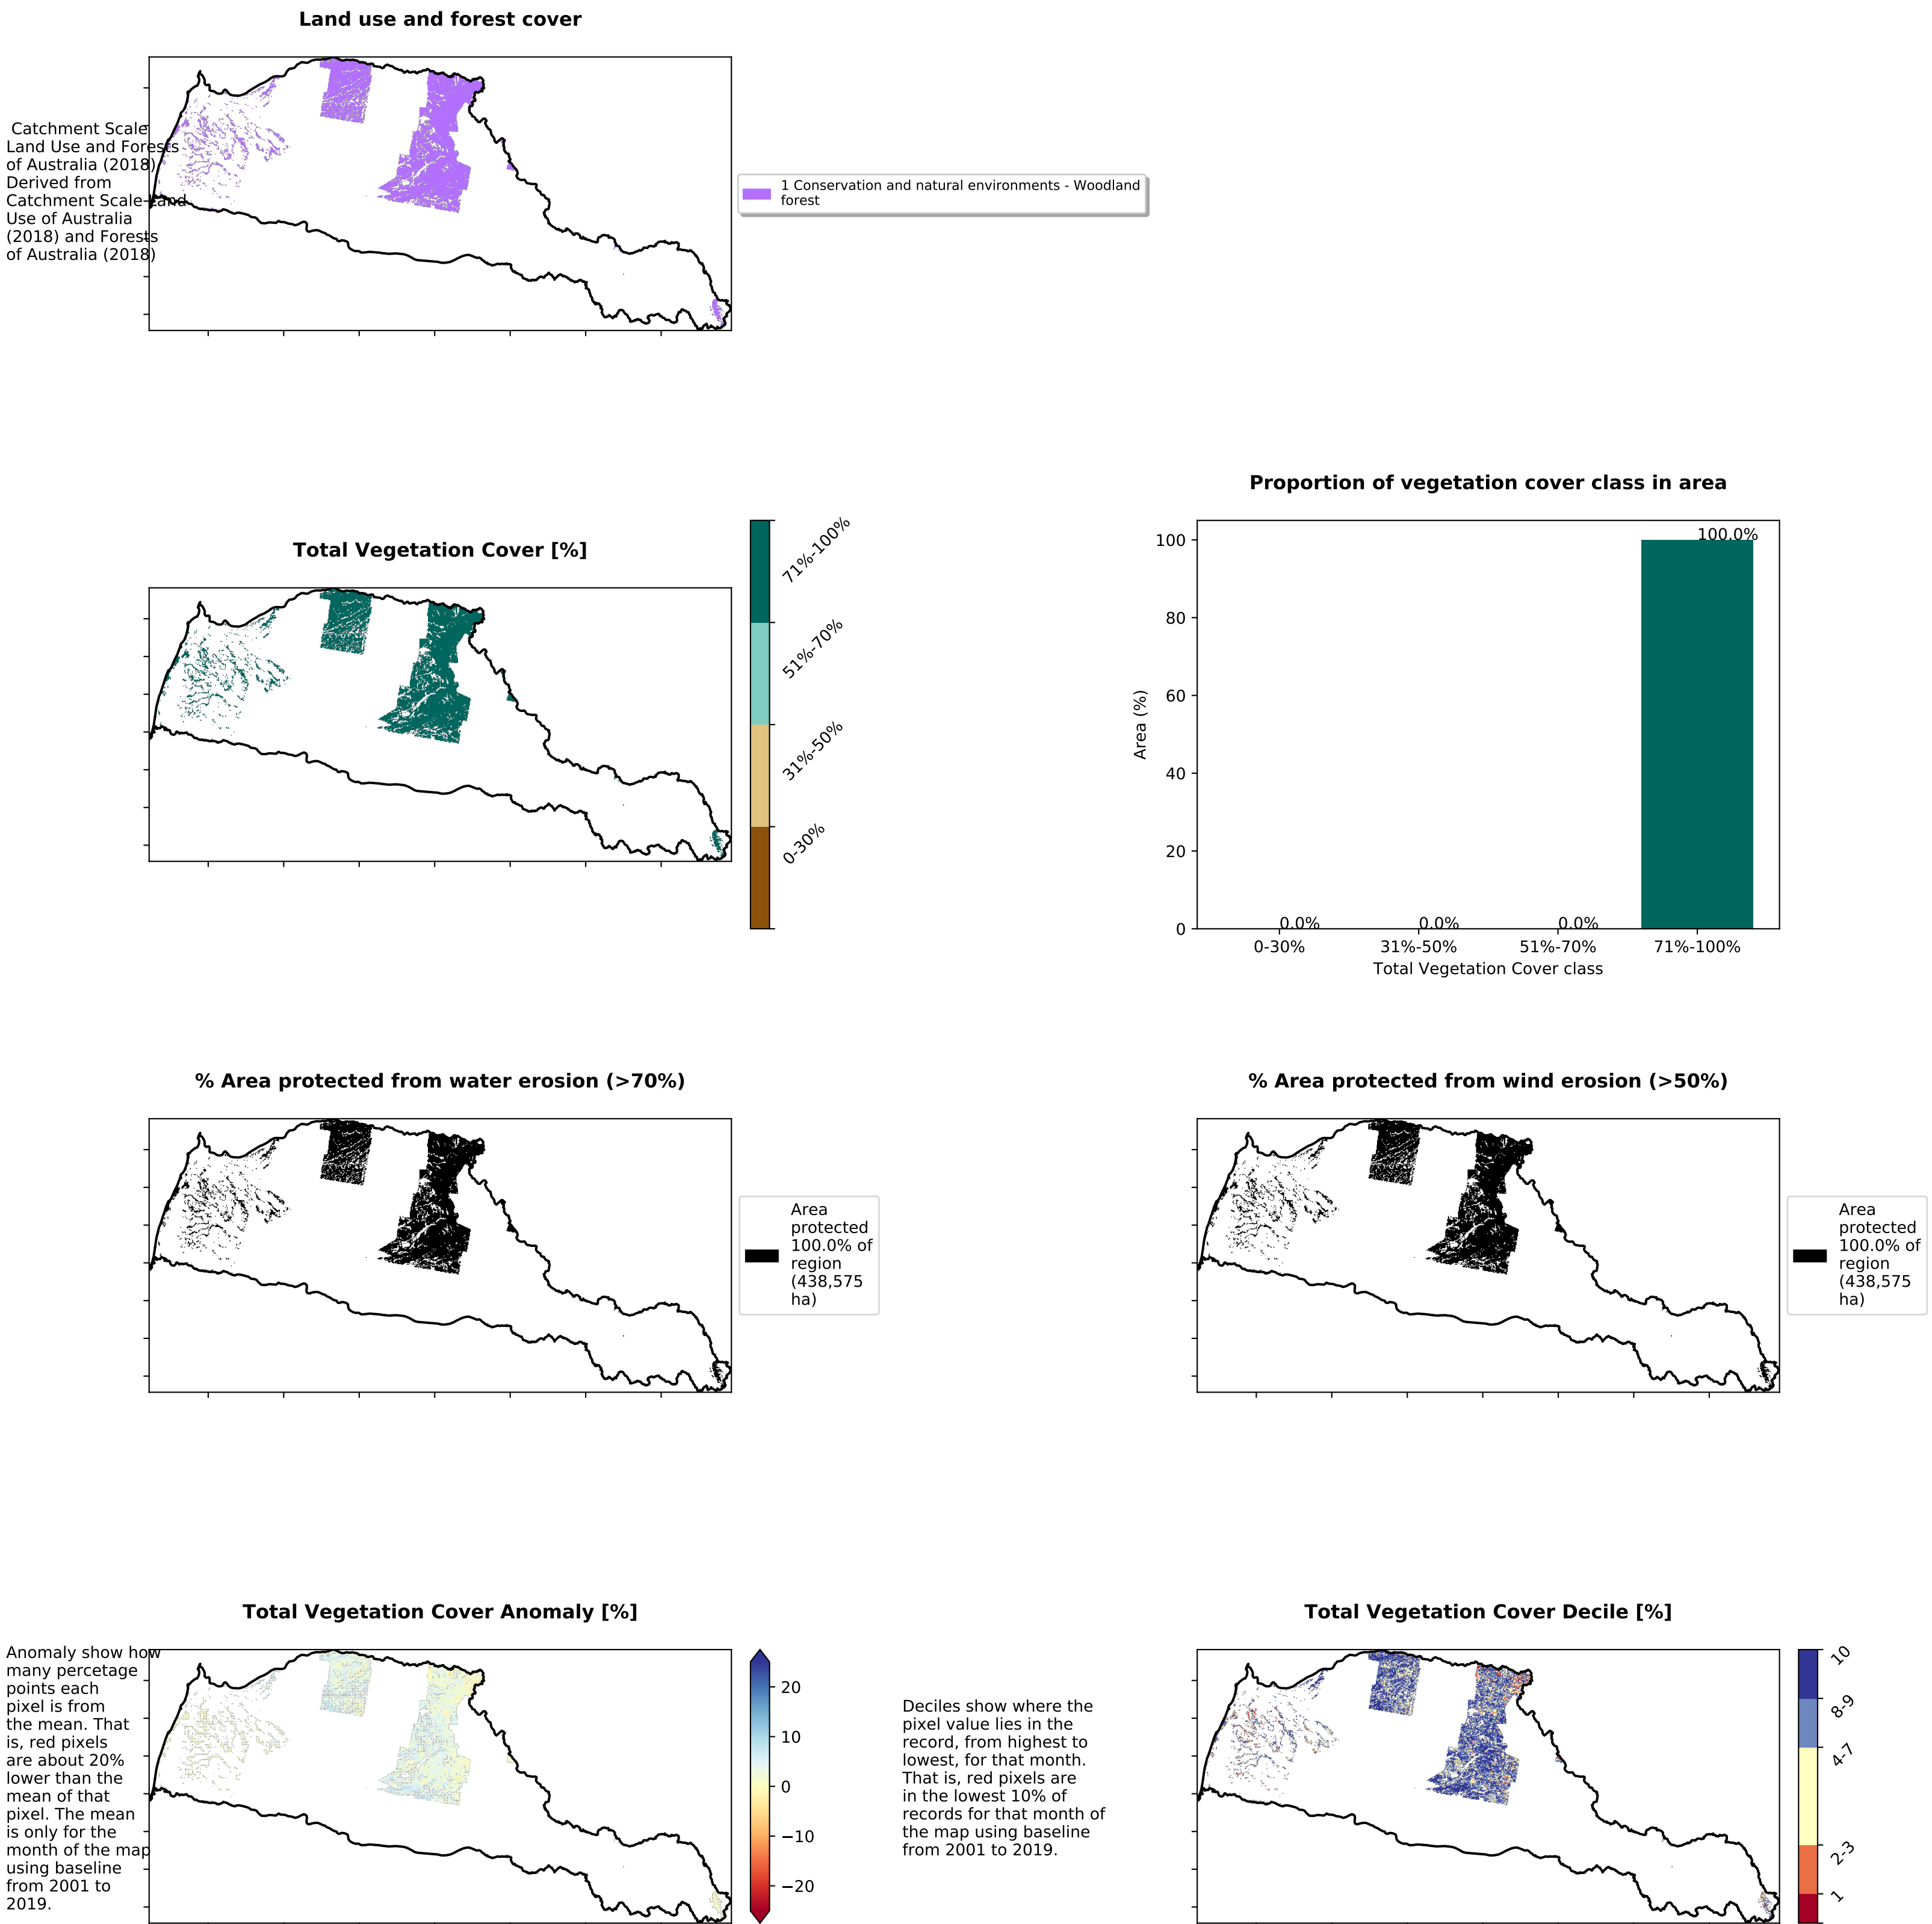 Land use and forest cover
Catchment Scale
Land Use and Forests
of Australia (2018)
Derived from
Catchment Scale Land
Use of Australia
(2018) and Forests
of Australia (2018)
1 Conservation and natural environments - Woodland
forest
Total Vegetation Cover [%]
71%-100%
51%-70%
31%-50%
0-30%
Proportion of vegetation cover class in area
100.0%
100
80
60
40
20
0
Area (%)
0.0%
0.0%
0.0%
0-30%
31%-50%
51%-70%
71%-100%
Total Vegetation Cover class
% Area protected from water erosion (>70%)
Area
protected
100.0% of
region
(438,575
ha)
% Area protected from wind erosion (>50%)
Area
protected
100.0% of
region
(438,575
ha)
Total Vegetation Cover Anomaly [%]
Anomaly show how
many percetage
points each
pixel is from
the mean. That
is, red pixels
are about 20%
lower than the
mean of that
pixel. The mean
is only for the
month of the map
using baseline
from 2001 to
2019.
20
10
0
−10
−20
Deciles show where the
pixel value lies in the
record, from highest to
lowest, for that month.
That is, red pixels are
in the lowest 10% of
records for that month of
the map using baseline
from 2001 to 2019.
Total Vegetation Cover Decile [%]
10
8-9
4-7
2-3
1